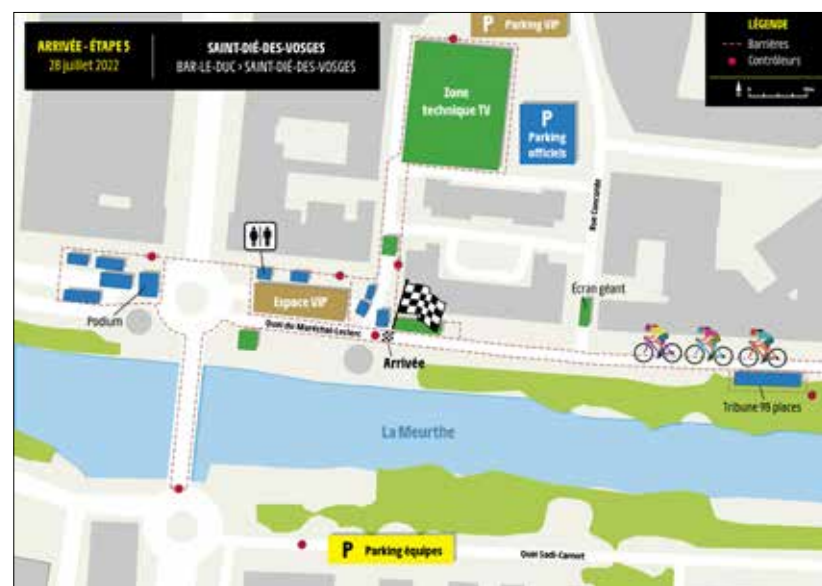 ARRIVÉE - ÉTAPE 5
28 juillet 2022
SAINT-DIÉ-DES-VOSGES
BAR-LE-DUC > SAINT-DIÉ-DES-VOSGES
P Parking VIP
LÉGENDE
Barrières
Contrôleurs
Zone
technique TV
P
Parking
officiels
Rue Concorde
Écran géant
Espace VIP
Podium
Quai du Maréchal-Leclerc
Arrivée
Tribune 98 places
La Meurthe
P Parking équipes
Quai Sadi-Carnot